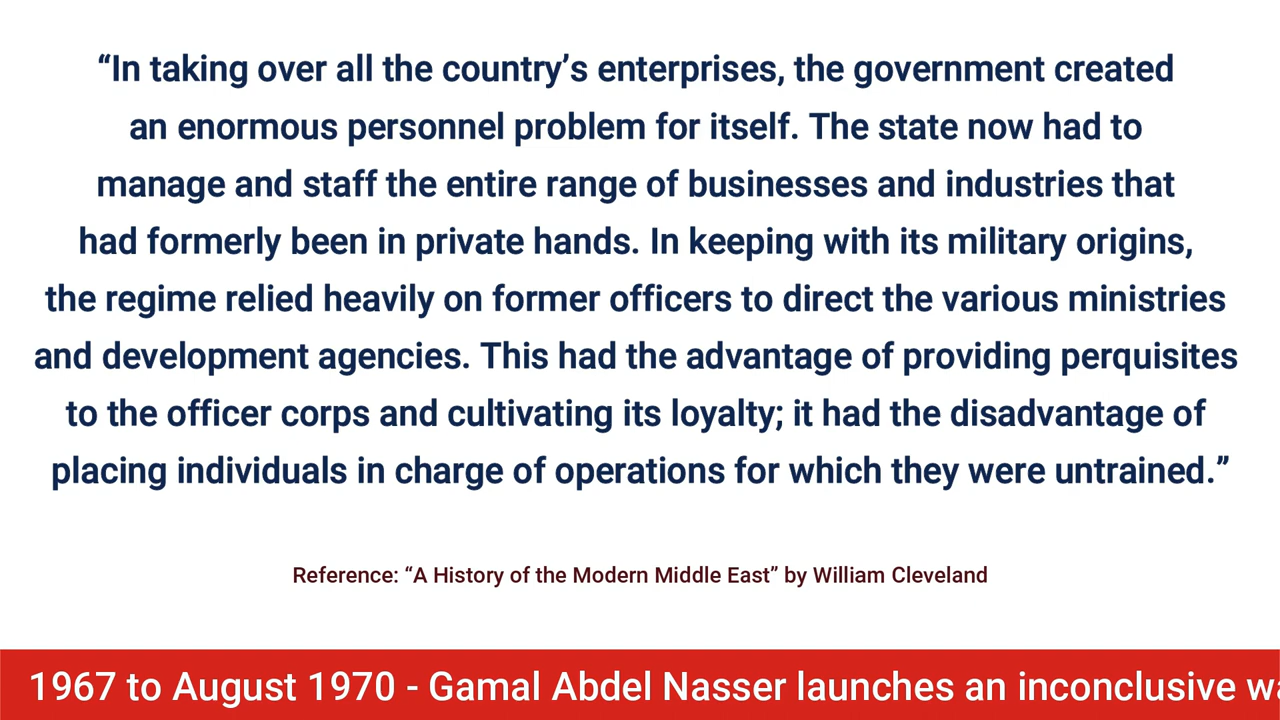 “In taking over all the country’s enterprises, the government created
an enormous personnel problem for itself. The state now had to
manage and staff the entire range of businesses and industries that
had formerly been in private hands. In keeping with its military origins,
the regime relied heavily on former officers to direct the various ministries
and development agencies. This had the advantage of providing perquisites
to the officer corps and cultivating its loyalty; it had the disadvantage of
placing individuals in charge of operations for which they were untrained.”
Reference: “A History of the Modern Middle East” by William Cleveland
1967 to August 1970 - Gamal Abdel Nasser launches an inconclusive